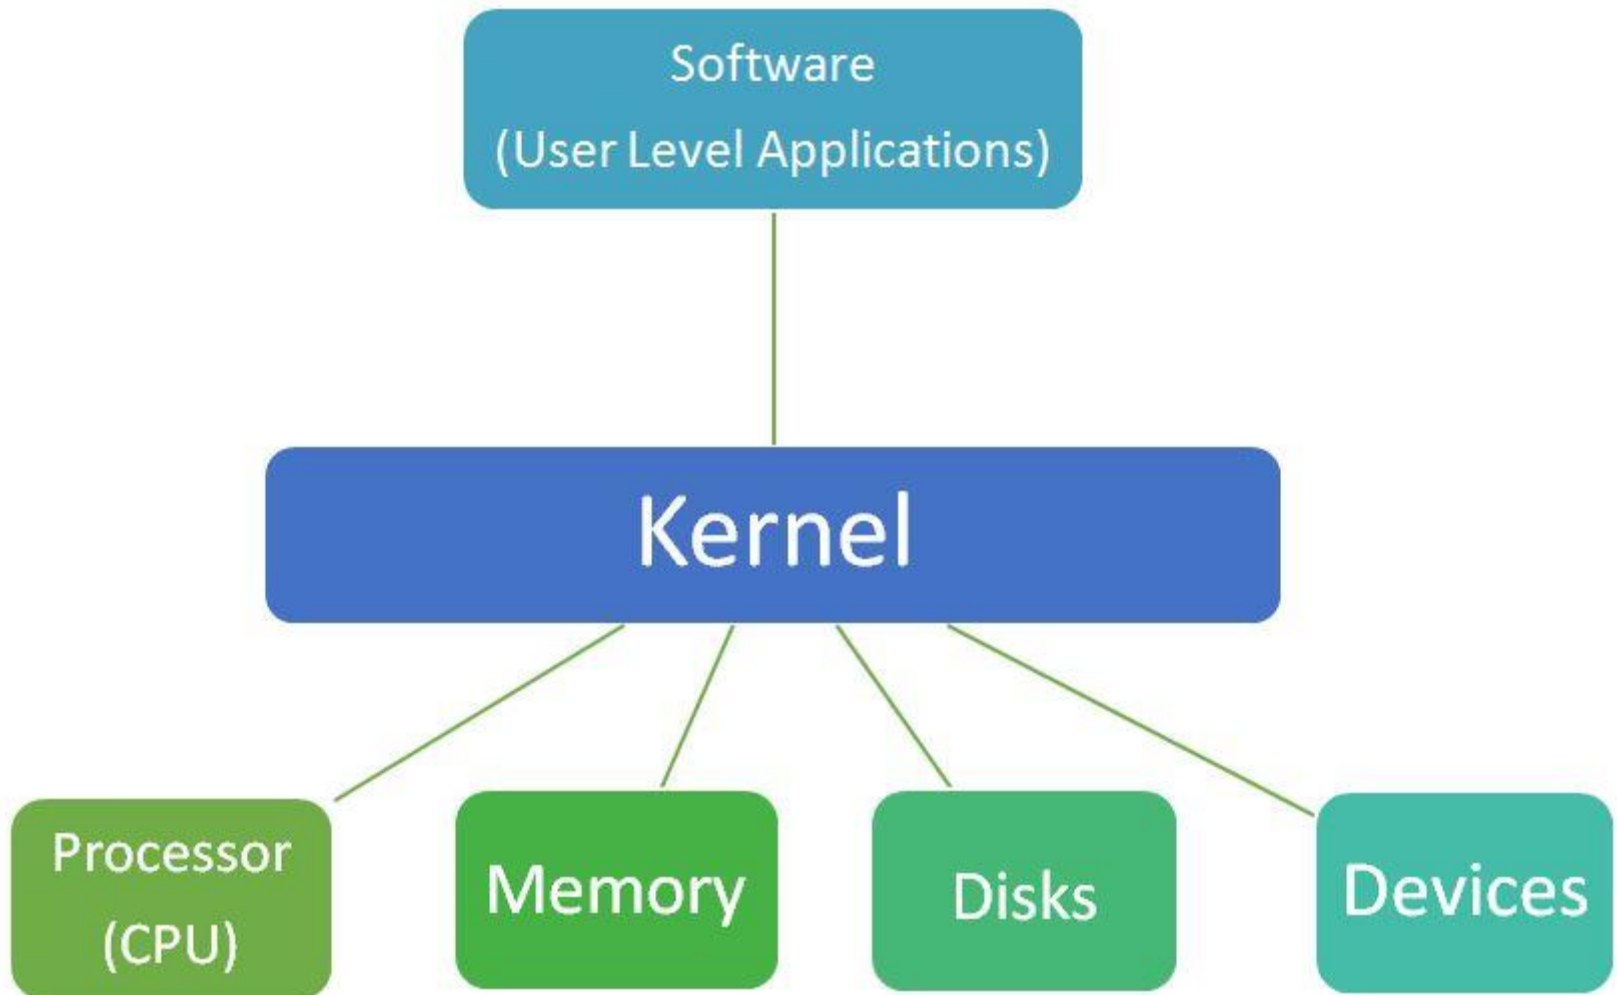 Software
(User Level Applications)
Kernel
Processor
(CPU)
Memory
Disks
Devices